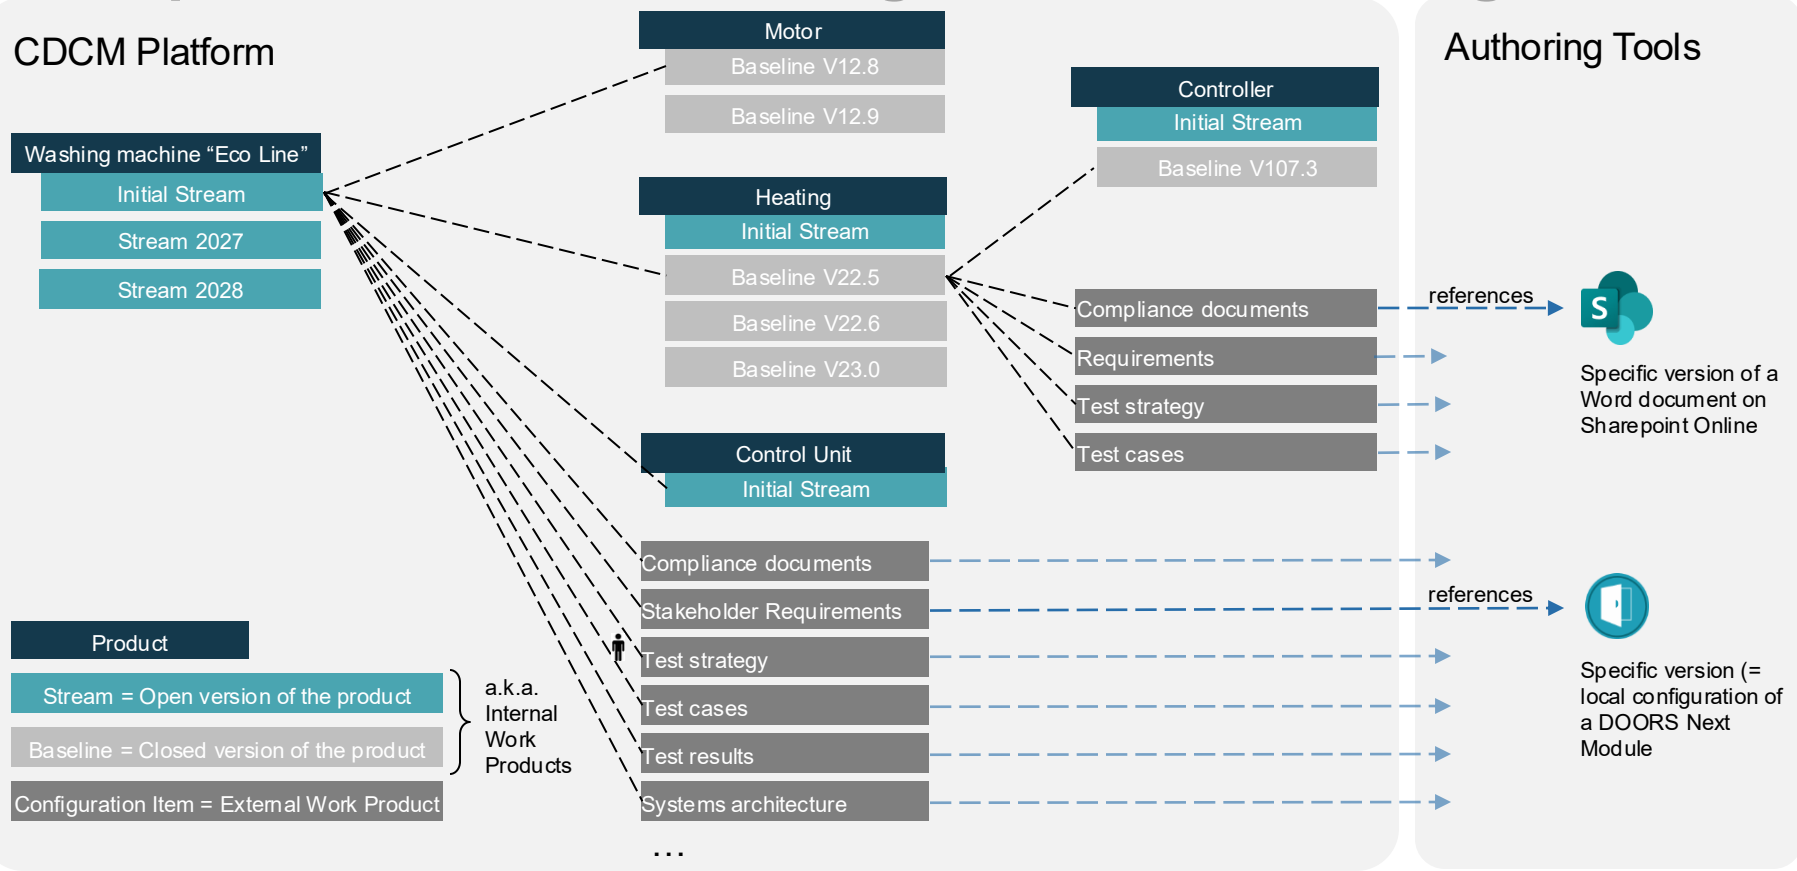 CDCM Platform
Authoring Tools
Washing machine “Eco Line”
Initial Stream
Stream 2027
Stream 2028
Motor
Baseline V12.8
Baseline V12.9
Heating
Initial Stream
Baseline V22.5
Baseline V22.6
Baseline V23.0
Control Unit
Initial Stream
Controller
Initial Stream
Baseline V107.3
Compliance documents
Requirements
Test strategy
Test cases
references
S
Specific version of a
Word document on
Sharepoint Online
Compliance documents
Stakeholder Requirements
Test strategy
Test cases
Test results
Systems architecture
...
references
Specific version (=
local configuration of
a DOORS Next
Module
Product
Stream = Open version of the product
Baseline = Closed version of the product
Configuration Item = External Work Product
a.k.a.
Internal
Work
Products